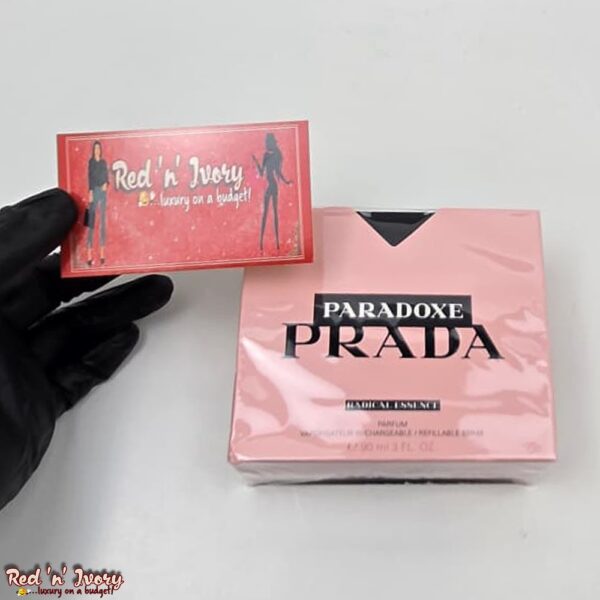 Red 'n' Ivory
...luxury on a budget!
PARADOXE
PRADA
RADICAL ESSENCE
PARFUM
VAPORISATEUR RECHARGEABLE / REFILLABLE SPRAY
90 ml 3 FL. OZ.
Red 'n' Ivory
...luxury on a budget!